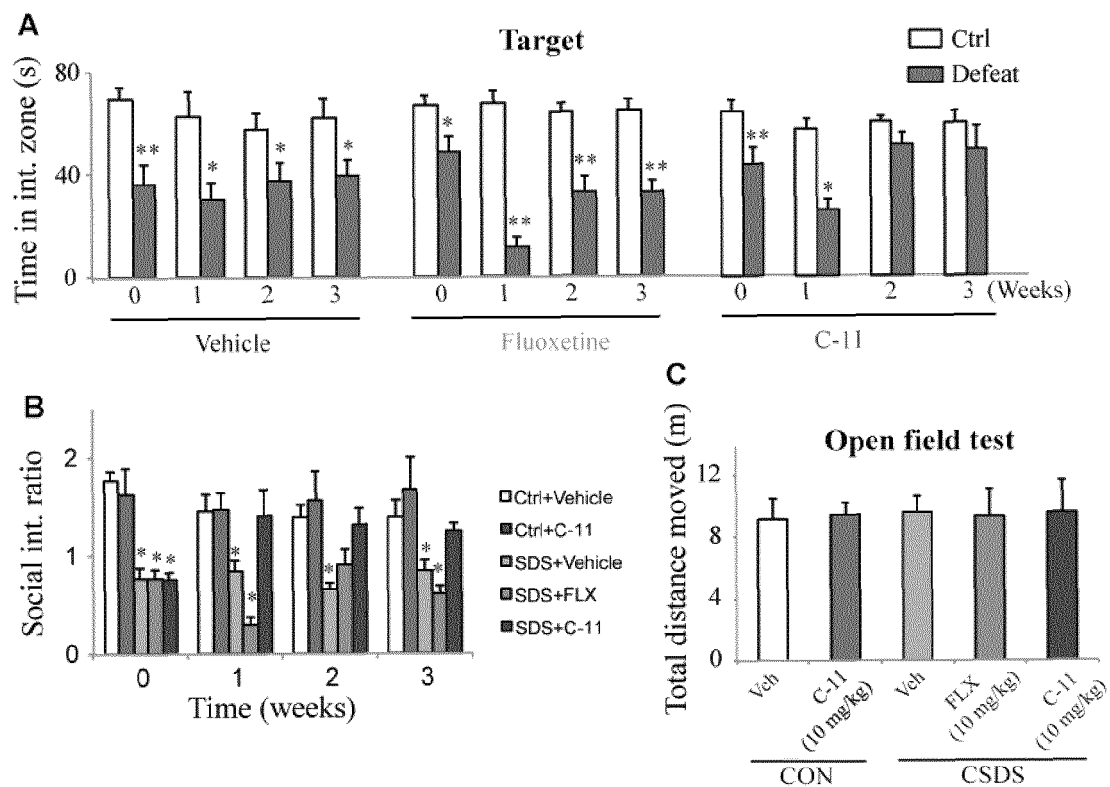 A
Target
Ctrl
Defeat
Time in int. zone (s)
80
40
0
** * * *
* ** ** **
** *
0 1 2 3
0 1 2 3
0 1 2 3 (Weeks)
Vehicle
Fluoxetine
C-11
B
Social int. ratio
2
1
0
* * *
* *
*
* *
0 1 2 3
Time (weeks)
Ctrl+Vehicle
Ctrl+C-11
SDS+Vehicle
SDS+FLX
SDS+C-11
C
Open field test
Total distance moved (m)
12
8
4
0
Veh
C-11
(10 mg/kg)
Veh
FLX
(10 mg/kg)
C-11
(10 mg/kg)
CON
CSDS